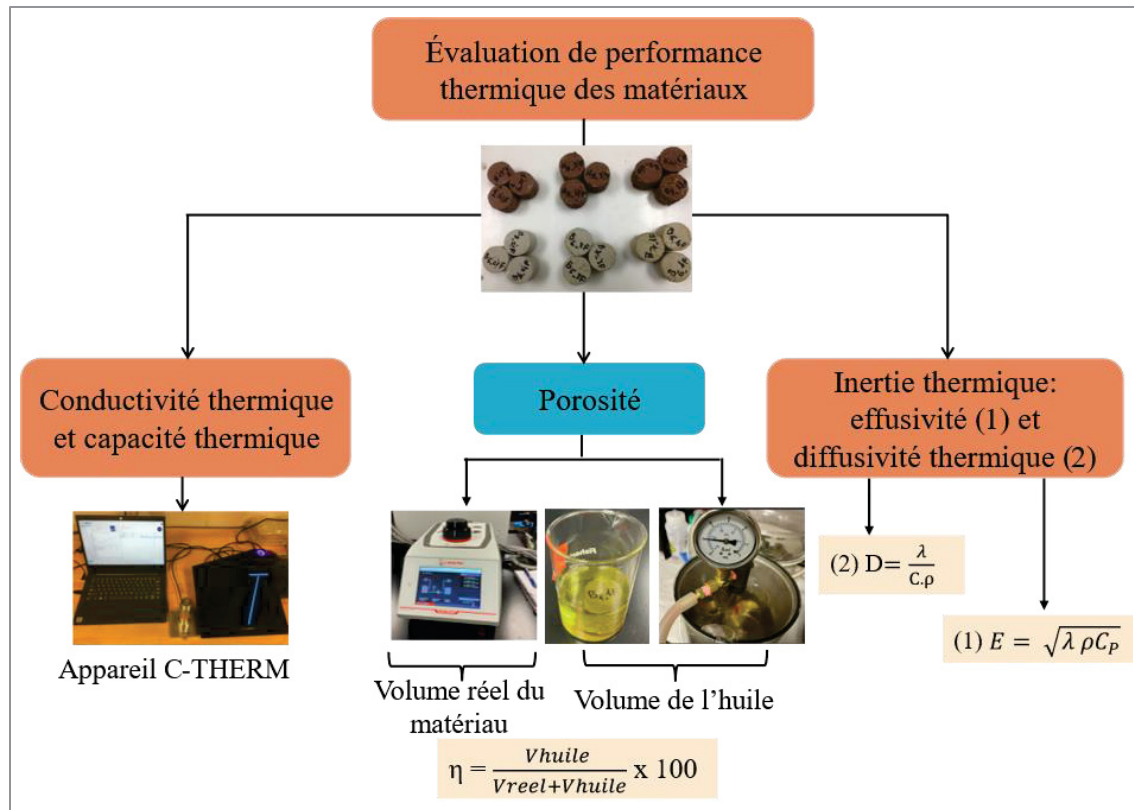 Évaluation de performance
thermique des matériaux
Conductivité thermique
et capacité thermique
Porosité
Inertie thermique:
effusivité (1) et
diffusivité thermique (2)
Appareil C-THERM
Volume réel du
matériau
Volume de l’huile
(2) D= λ / C.ρ
(1) E = √λ ρC_P
η = Vhuile / Vreel+Vhuile x 100